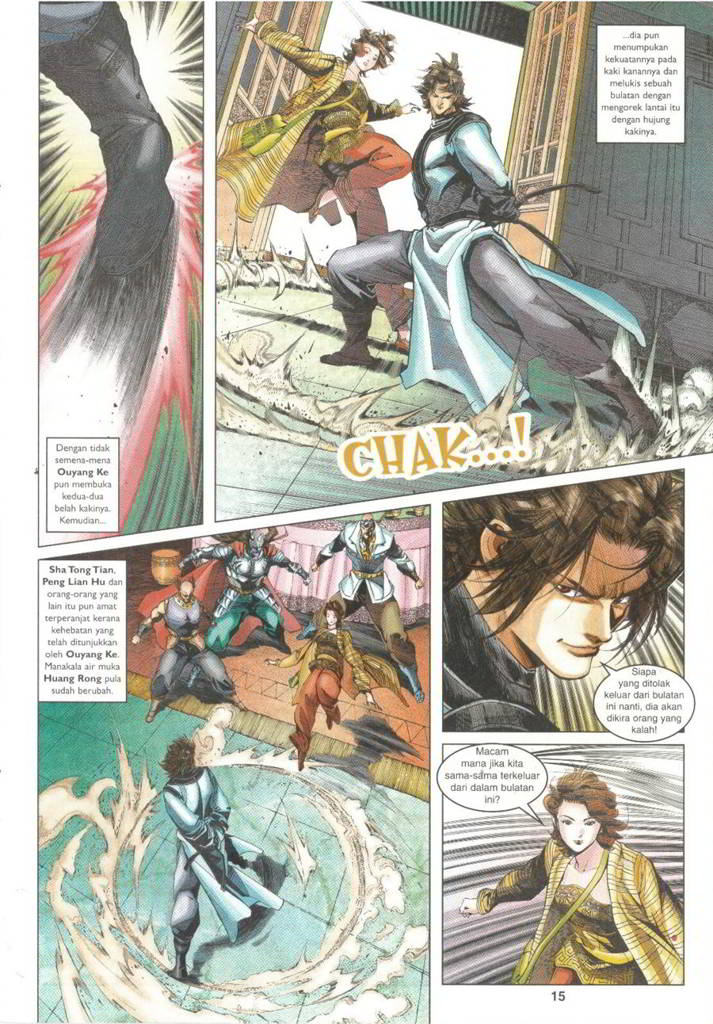 Dengan tidak
semena-mena
Ouyang Ke
pun membuka
kedua-dua
belah kakinya.
Kemudian...
...dia pun
menumpukan
kekuatannya pada
kaki kanannya dan
melukis sebuah
bulatan dengan
mengorek lantai itu
dengan hujung
kakinya.
CHAK....!
Sha Tong Tian,
Peng Lian Hu dan
orang-orang yang
lain itu pun amat
terperanjat kerana
kehebatan yang
telah ditunjukkan
oleh Ouyang Ke.
Manakala air muka
Huang Rong pula
sudah berubah.
Siapa
yang ditolak
keluar dari bulatan
ini nanti, dia akan
dikira orang yang
kalah!
Macam
mana jika kita
sama-sama terkeluar
dari dalam bulatan
ini?
15